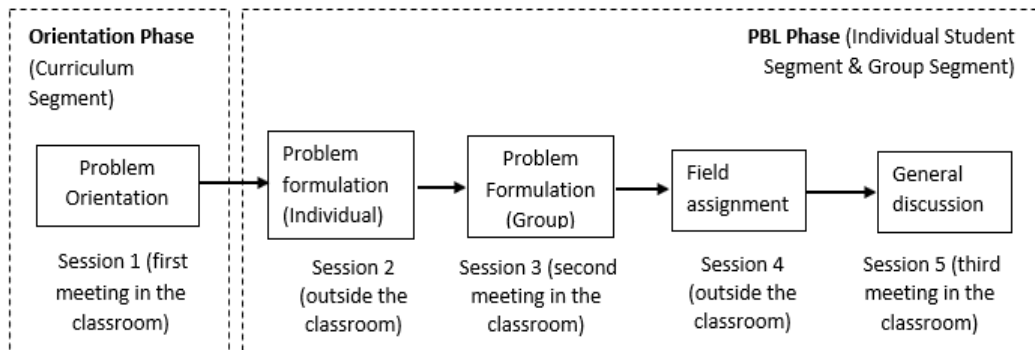 Orientation Phase
(Curriculum
Segment)
PBL Phase (Individual Student
Segment & Group Segment)
Problem
Orientation
Problem
formulation
(Individual)
Problem
Formulation
(Group)
Field
assignment
General
discussion
Session 1 (first
meeting in the
classroom)
Session 2
(outside the
classroom)
Session 3 (second
meeting in the
classroom)
Session 4
(outside the
classroom)
Session 5 (third
meeting in the
classroom)